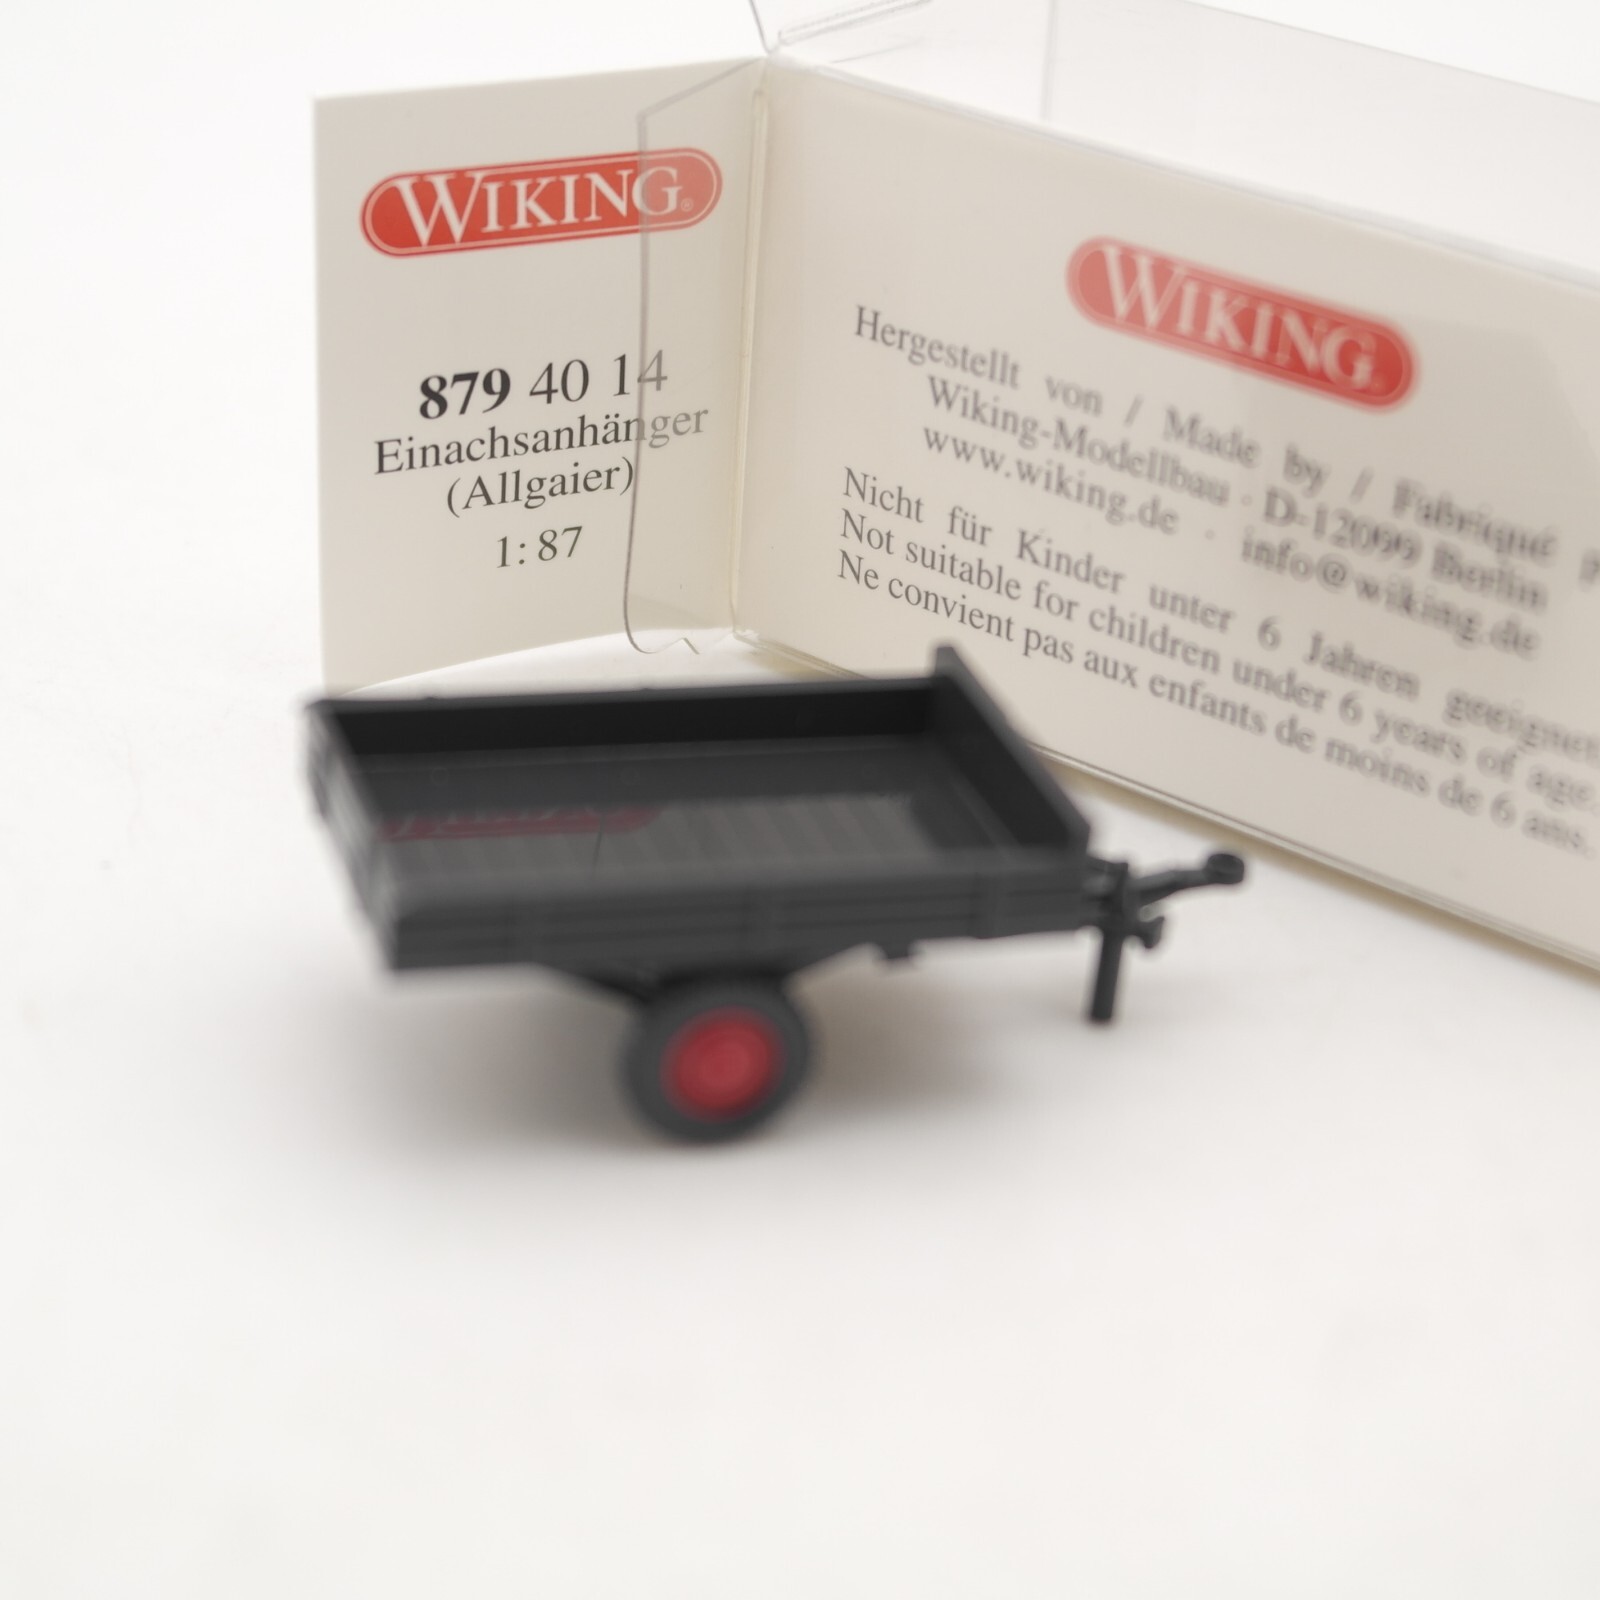 WIKING®
879 40 14
Einachsanhänger
(Allgaier)
1:87
WIKING
Hergestellt von / Made by / Fabriqué
Wiking-Modellbau · D-12099 Berlin
www.wiking.de · info@wiking.de
Nicht für Kinder unter 6 Jahren geeignet
Not suitable for children under 6 years of age.
Ne convient pas aux enfants de moins de 6 ans.